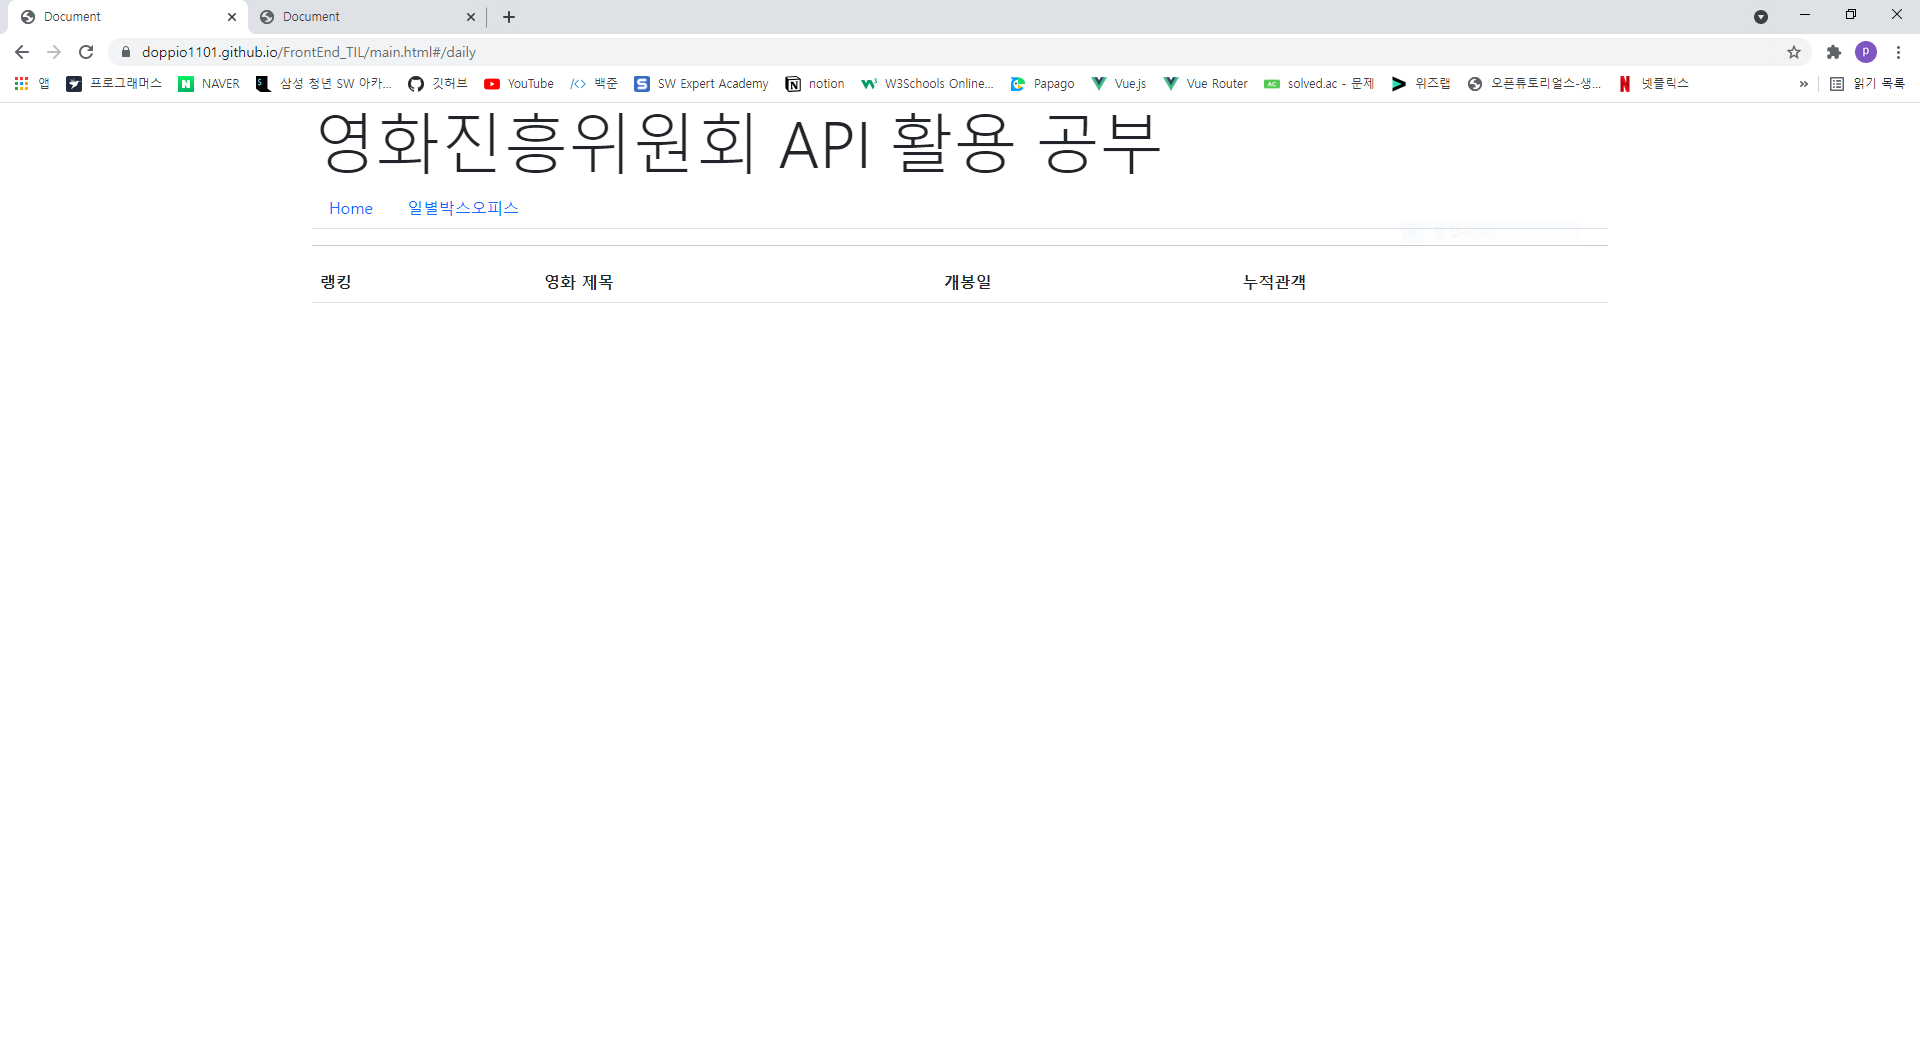 Document
Document
doppio1101.github.io/FrontEnd_TIL/main.html#/daily
P
앱 프로그래머스 NAVER 삼성 청년 SW 아카... 깃허브 YouTube 백준 SW Expert Academy notion W3Schools Online... Papago Vue.js Vue Router solved.ac - 문제 위즈랩 오픈튜토리얼스-생... 넷플릭스 » 읽기 목록
영화진흥위원회 API 활용 공부
Home 일별박스오피스
랭킹 영화 제목 개봉일 누적관객